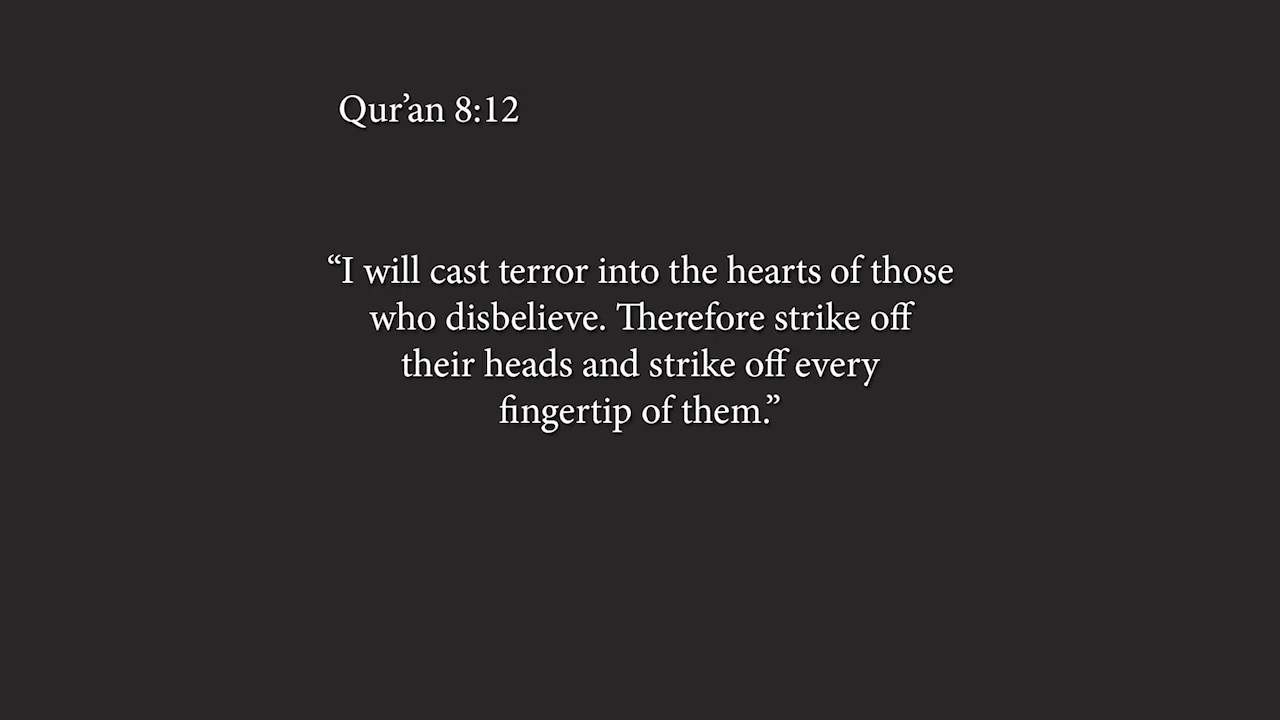 Qur’an 8:12
“I will cast terror into the hearts of those
who disbelieve. Therefore strike off
their heads and strike off every
fingertip of them.”